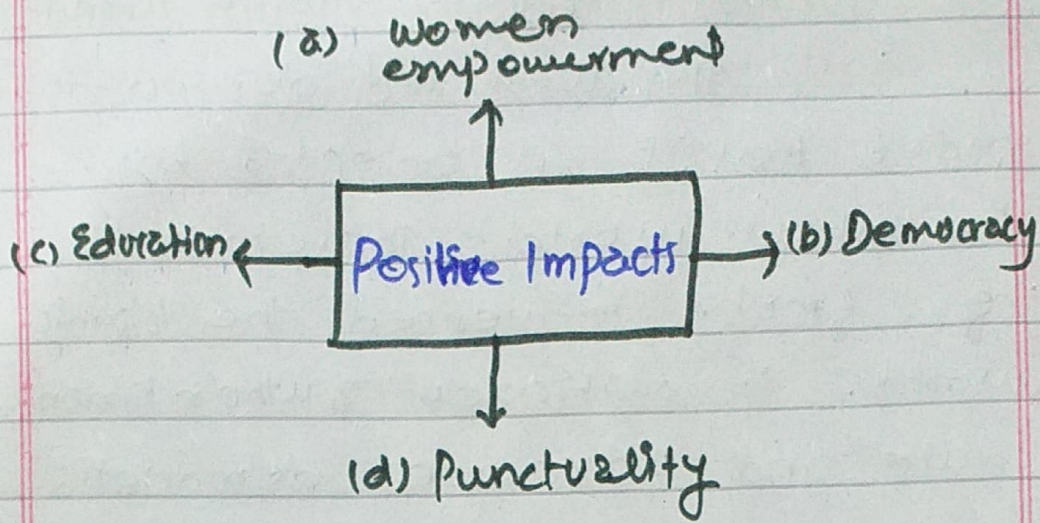 (a) women
empowerment
(c) Education
Positive Impacts
(b) Democracy
(d) Punctuality